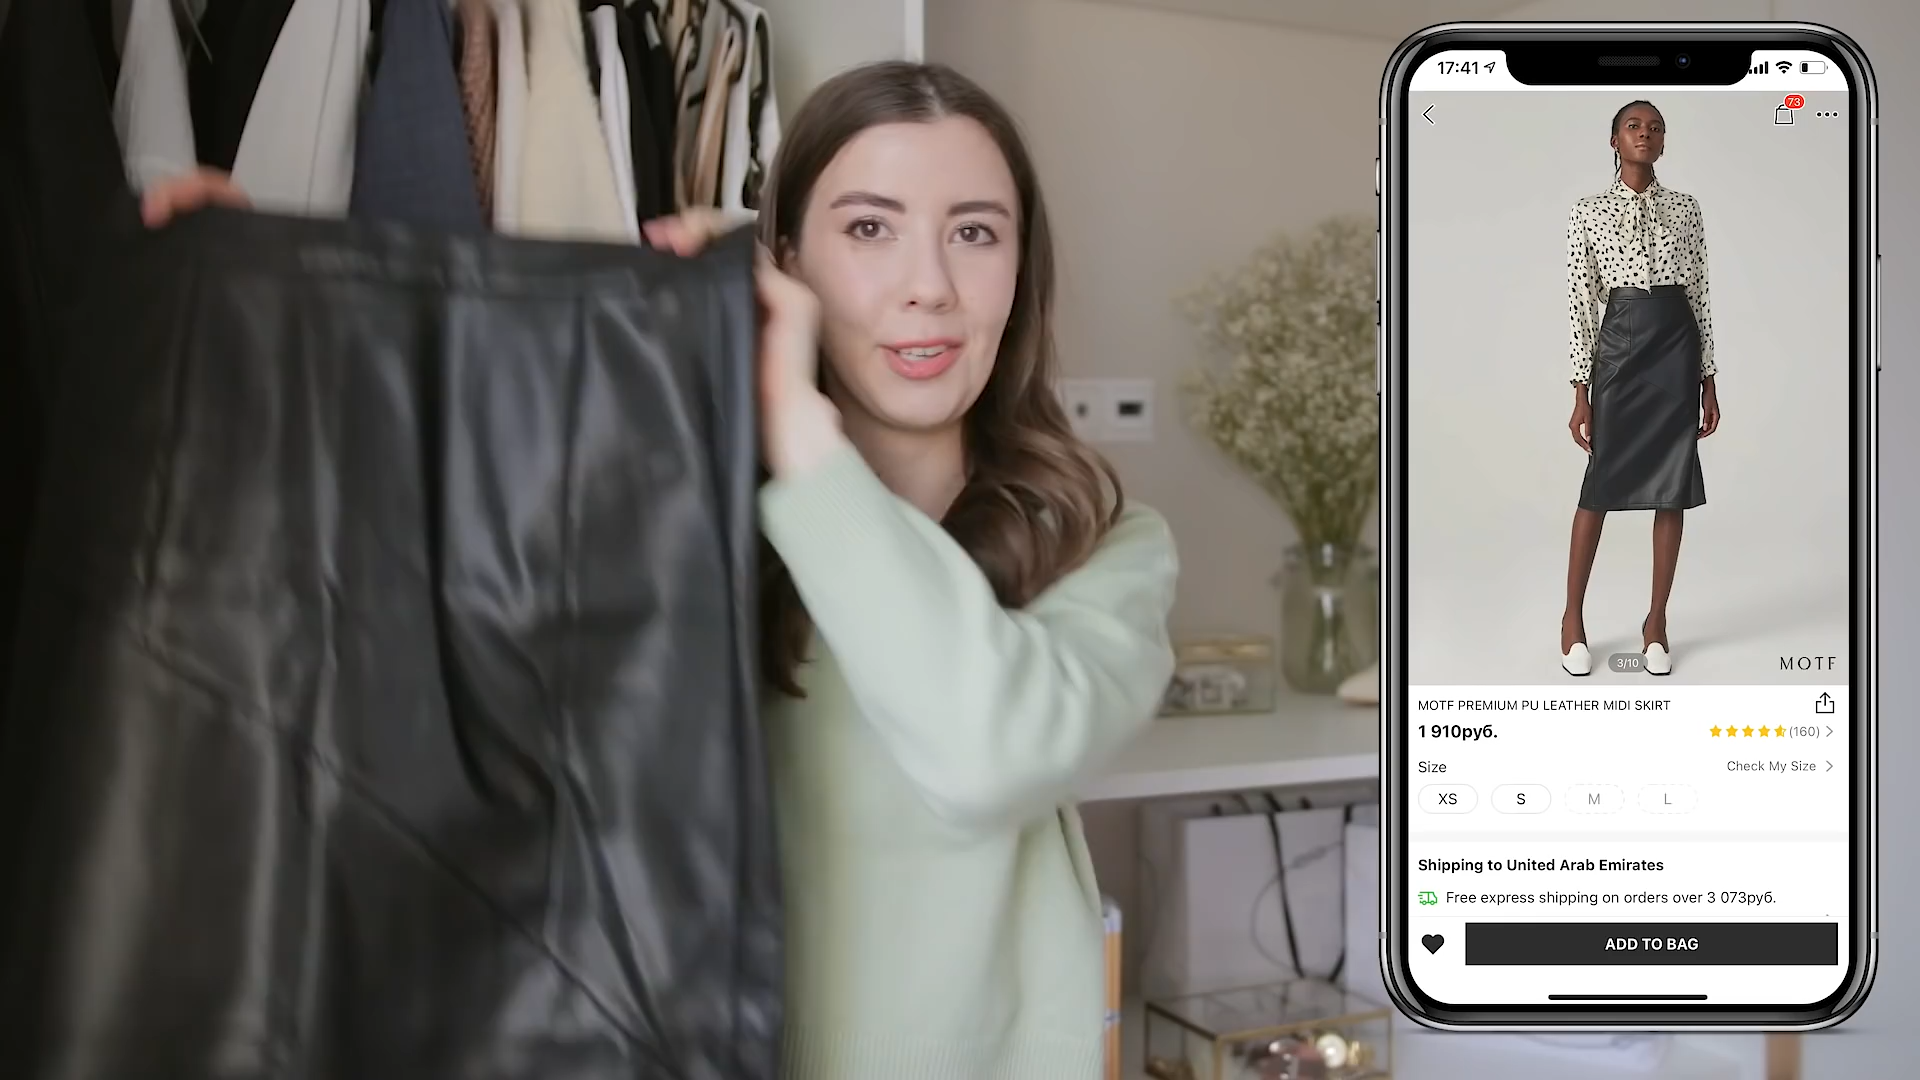 17:41
73
3/10
MOTF
MOTF PREMIUM PU LEATHER MIDI SKIRT
1 910руб.
(160)
Size
Check My Size
XS S M L
Shipping to United Arab Emirates
Free express shipping on orders over 3 073руб.
ADD TO BAG